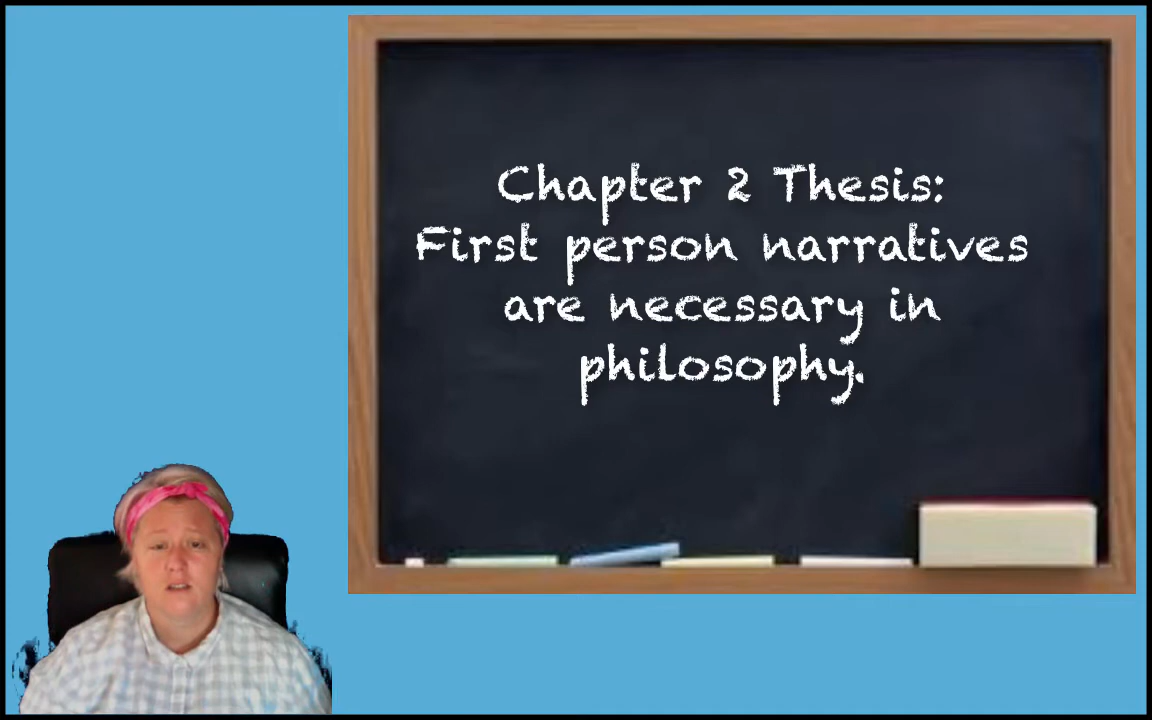 Chapter 2 Thesis:
First person narratives
are necessary in
philosophy.